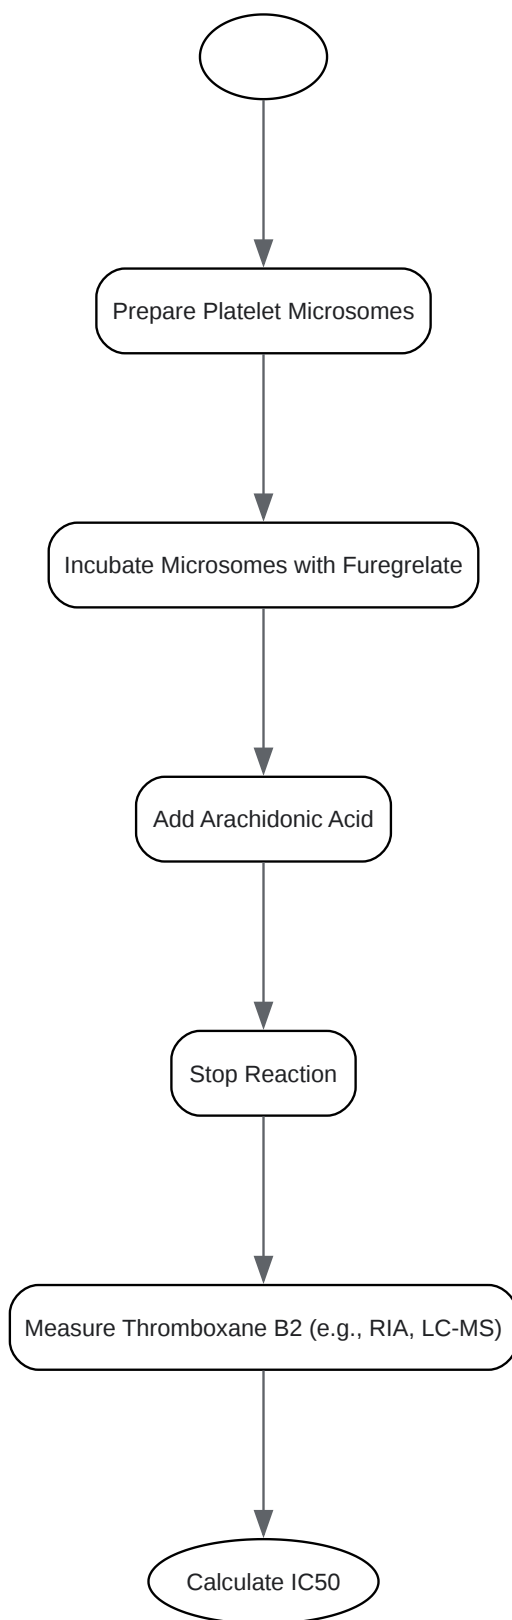 Prepare Platelet Microsomes
Incubate Microsomes with Furegrelate
Add Arachidonic Acid
Stop Reaction
Measure Thromboxane B2 (e.g., RIA, LC-MS)
Calculate IC50